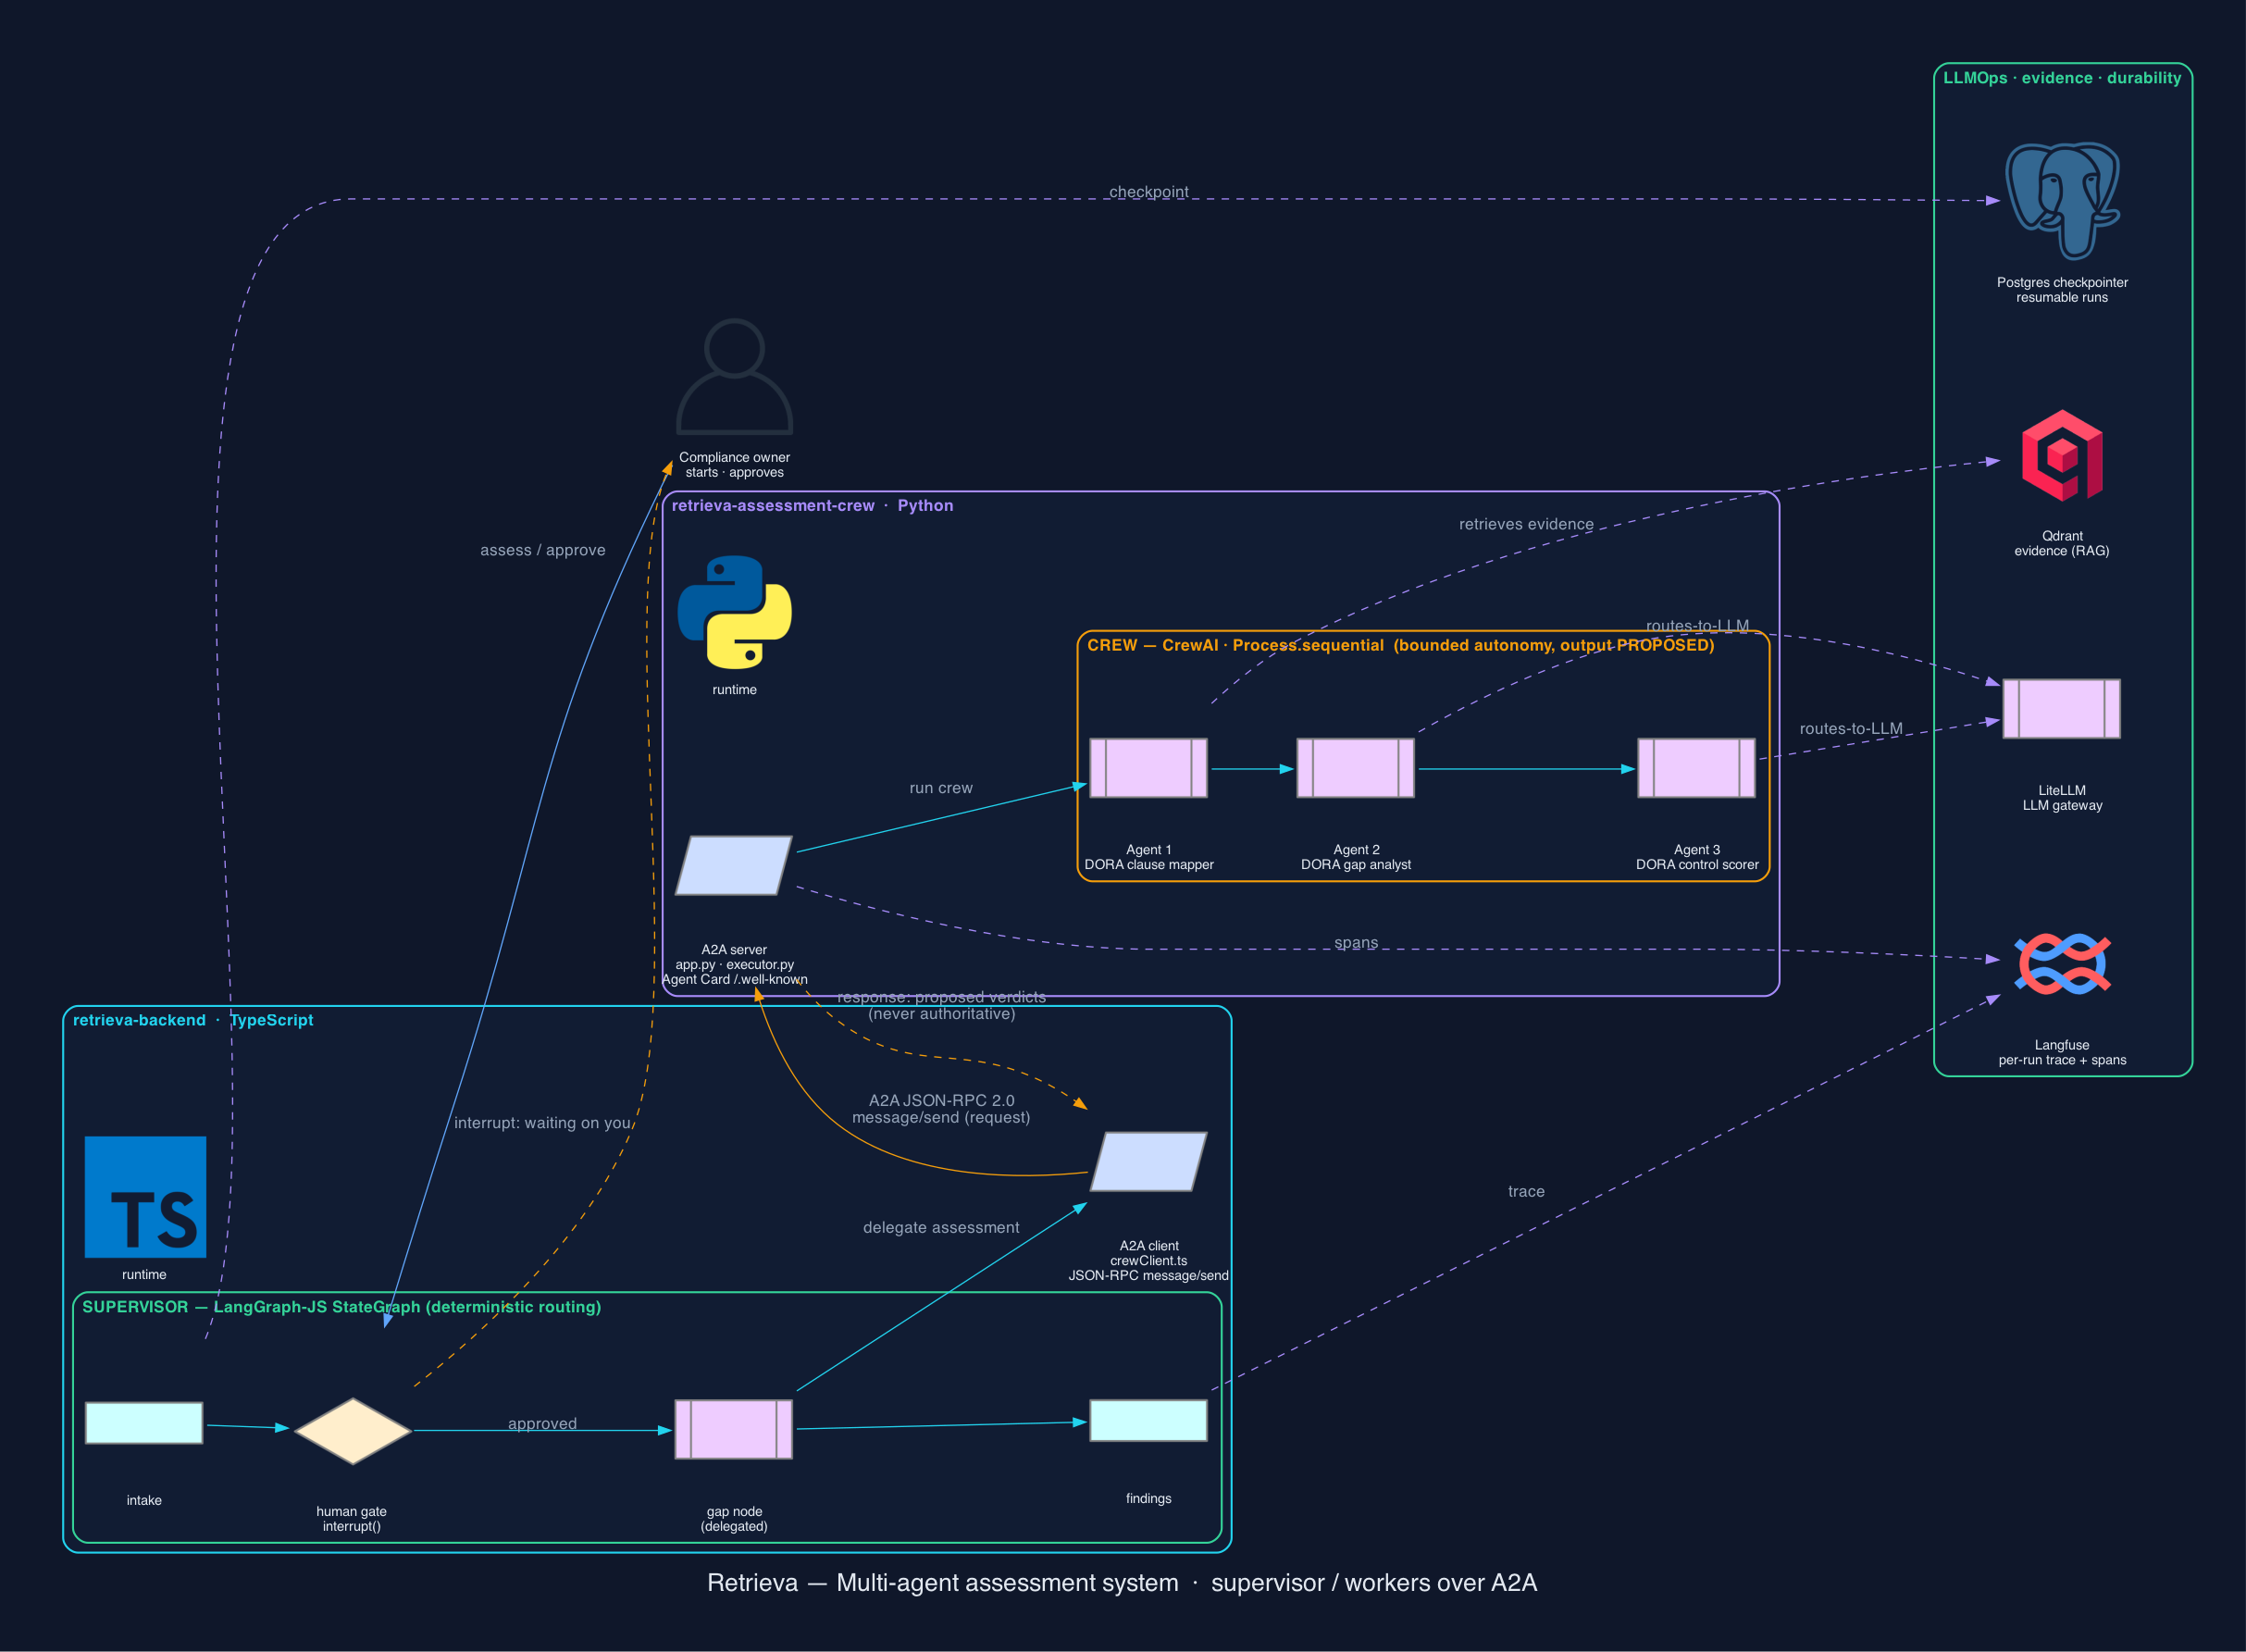 LLMOps · evidence · durability
checkpoint
Postgres checkpointer
resumable runs
Compliance owner
starts · approves
retrieva-assessment-crew · Python
retrieves evidence
assess / approve
Qdrant
evidence (RAG)
routes-to-LLM
CREW — CrewAI · Process.sequential (bounded autonomy, output PROPOSED)
runtime
routes-to-LLM
run crew
LiteLLM
LLM gateway
Agent 1
DORA clause mapper
Agent 2
DORA gap analyst
Agent 3
DORA control scorer
spans
A2A server
app.py · executor.py
Agent Card /.well-known
response: proposed verdicts
(never authoritative)
retrieva-backend · TypeScript
Langfuse
per-run trace + spans
A2A JSON-RPC 2.0
message/send (request)
interrupt: waiting on you
TS
trace
delegate assessment
A2A client
crewClient.ts
JSON-RPC message/send
runtime
SUPERVISOR — LangGraph-JS StateGraph (deterministic routing)
approved
intake
human gate
interrupt()
gap node
(delegated)
findings
Retrieva — Multi-agent assessment system · supervisor / workers over A2A